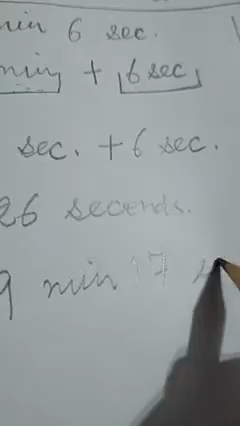 min 6 sec.
min + 6 sec
sec. + 6 sec.
26 seconds.
9 min 17